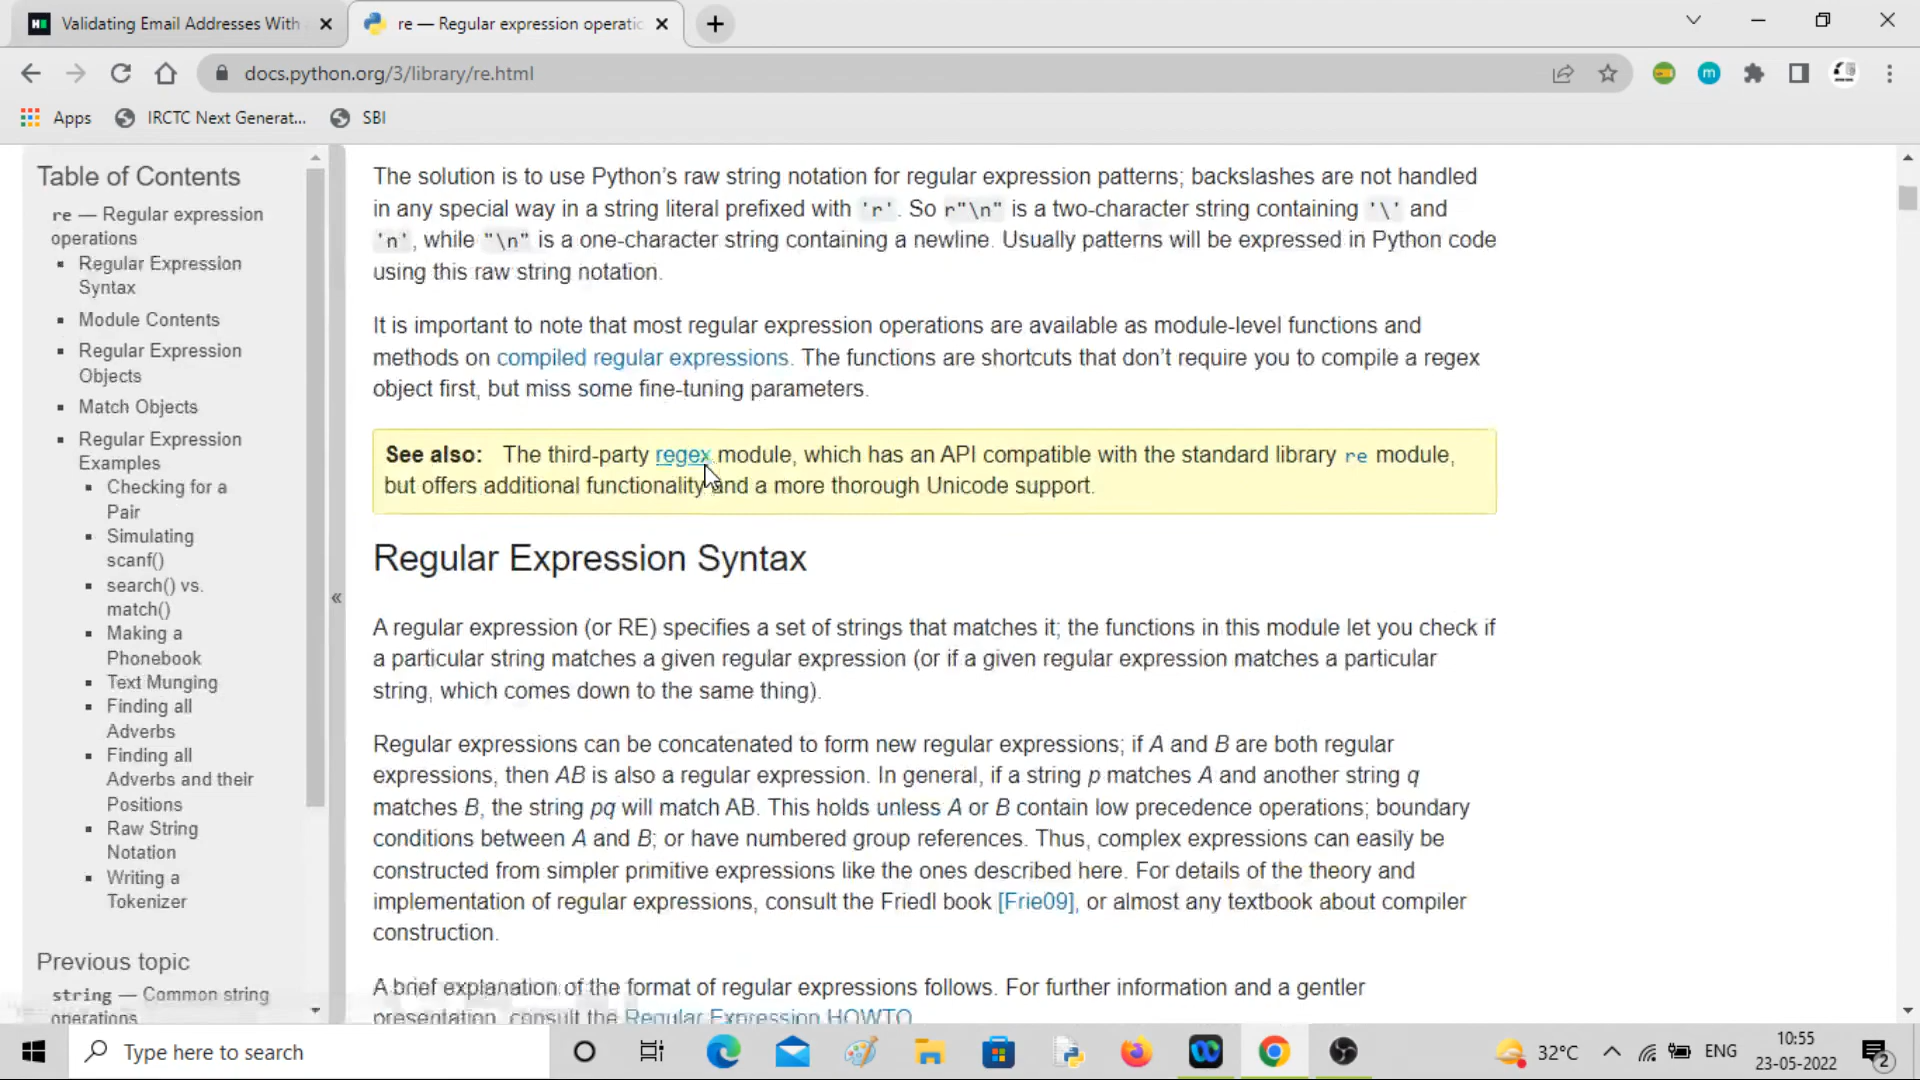 Validating Email Addresses With
re — Regular expression operatic
docs.python.org/3/library/re.html
m
Apps
IRCTC Next Generat...
SBI
Table of Contents
re — Regular expression
operations
Regular Expression
Syntax
Module Contents
Regular Expression
Objects
Match Objects
Regular Expression
Examples
Checking for a
Pair
Simulating
scanf()
search() vs.
match()
Making a
Phonebook
Text Munging
Finding all
Adverbs
Finding all
Adverbs and their
Positions
Raw String
Notation
Writing a
Tokenizer
Previous topic
string — Common string
operations
«
The solution is to use Python’s raw string notation for regular expression patterns; backslashes are not handled
in any special way in a string literal prefixed with 'r'. So r"\n" is a two-character string containing '\' and
'n', while "\n" is a one-character string containing a newline. Usually patterns will be expressed in Python code
using this raw string notation.
It is important to note that most regular expression operations are available as module-level functions and
methods on compiled regular expressions. The functions are shortcuts that don’t require you to compile a regex
object first, but miss some fine-tuning parameters.
See also: The third-party regex module, which has an API compatible with the standard library re module,
but offers additional functionality and a more thorough Unicode support.
Regular Expression Syntax
A regular expression (or RE) specifies a set of strings that matches it; the functions in this module let you check if
a particular string matches a given regular expression (or if a given regular expression matches a particular
string, which comes down to the same thing).
Regular expressions can be concatenated to form new regular expressions; if A and B are both regular
expressions, then AB is also a regular expression. In general, if a string p matches A and another string q
matches B, the string pq will match AB. This holds unless A or B contain low precedence operations; boundary
conditions between A and B; or have numbered group references. Thus, complex expressions can easily be
constructed from simpler primitive expressions like the ones described here. For details of the theory and
implementation of regular expressions, consult the Friedl book [Frie09], or almost any textbook about compiler
construction.
A brief explanation of the format of regular expressions follows. For further information and a gentler
presentation, consult the Regular Expression HOWTO.
Type here to search
32°C
ENG
10:55
23-05-2022
2